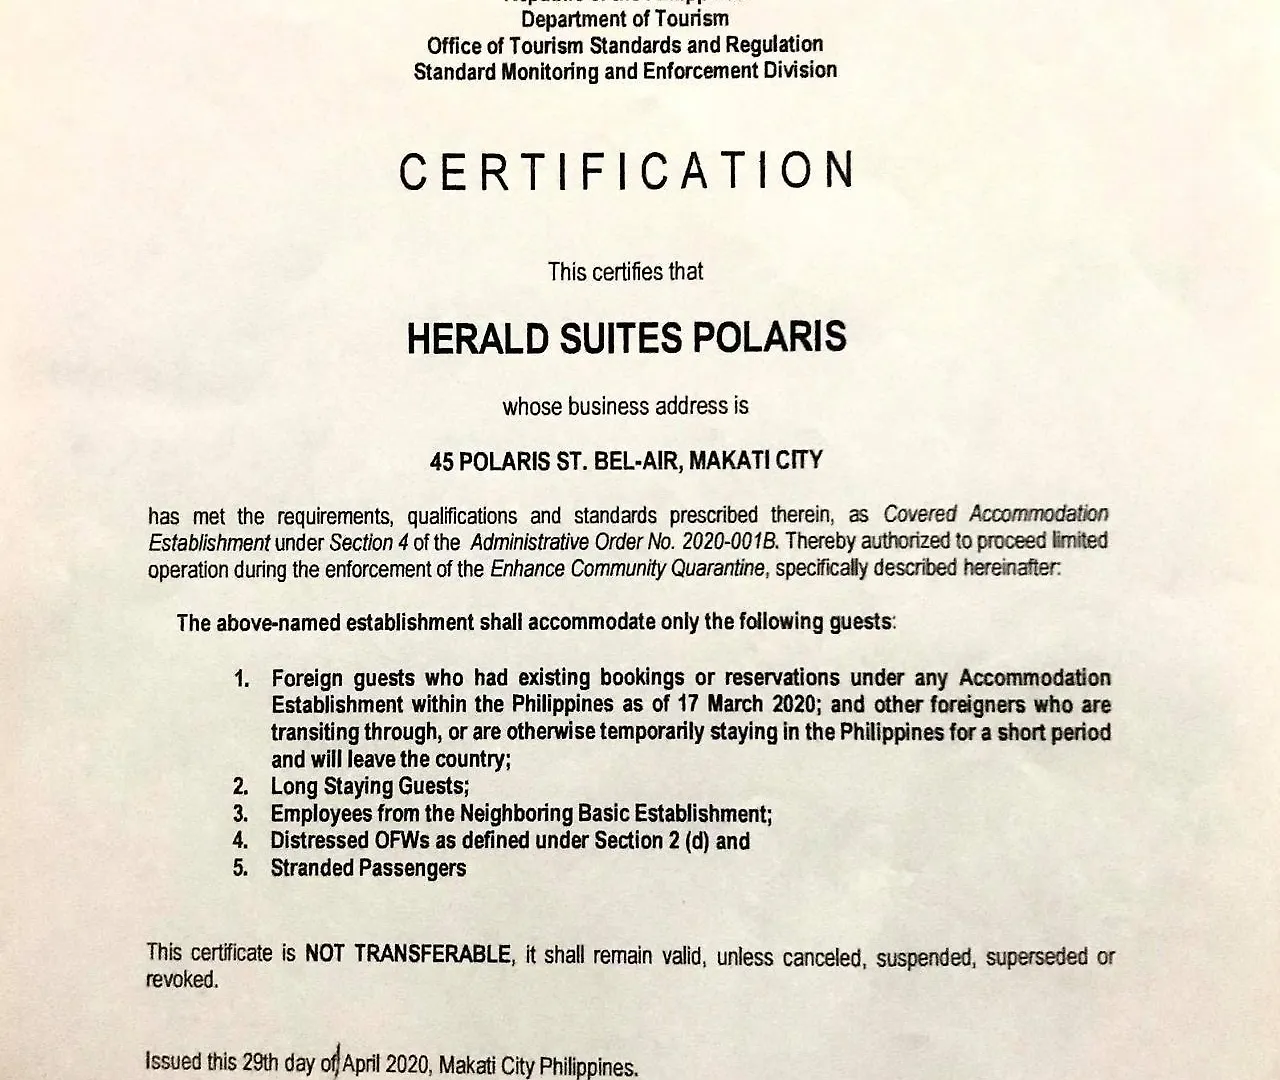 Department of Tourism
Office of Tourism Standards and Regulation
Standard Monitoring and Enforcement Division
CERTIFICATION
This certifies that
HERALD SUITES POLARIS
whose business address is
45 POLARIS ST. BEL-AIR, MAKATI CITY
has met the requirements, qualifications and standards prescribed therein, as Covered Accommodation
Establishment under Section 4 of the Administrative Order No. 2020-001B. Thereby authorized to proceed limited
operation during the enforcement of the Enhance Community Quarantine, specifically described hereinafter:
The above-named establishment shall accommodate only the following guests:
1. Foreign guests who had existing bookings or reservations under any Accommodation
Establishment within the Philippines as of 17 March 2020; and other foreigners who are
transiting through, or are otherwise temporarily staying in the Philippines for a short period
and will leave the country;
2. Long Staying Guests;
3. Employees from the Neighboring Basic Establishment;
4. Distressed OFWs as defined under Section 2 (d) and
5. Stranded Passengers
This certificate is NOT TRANSFERABLE, it shall remain valid, unless canceled, suspended, superseded or
revoked.
Issued this 29th day of April 2020, Makati City Philippines.